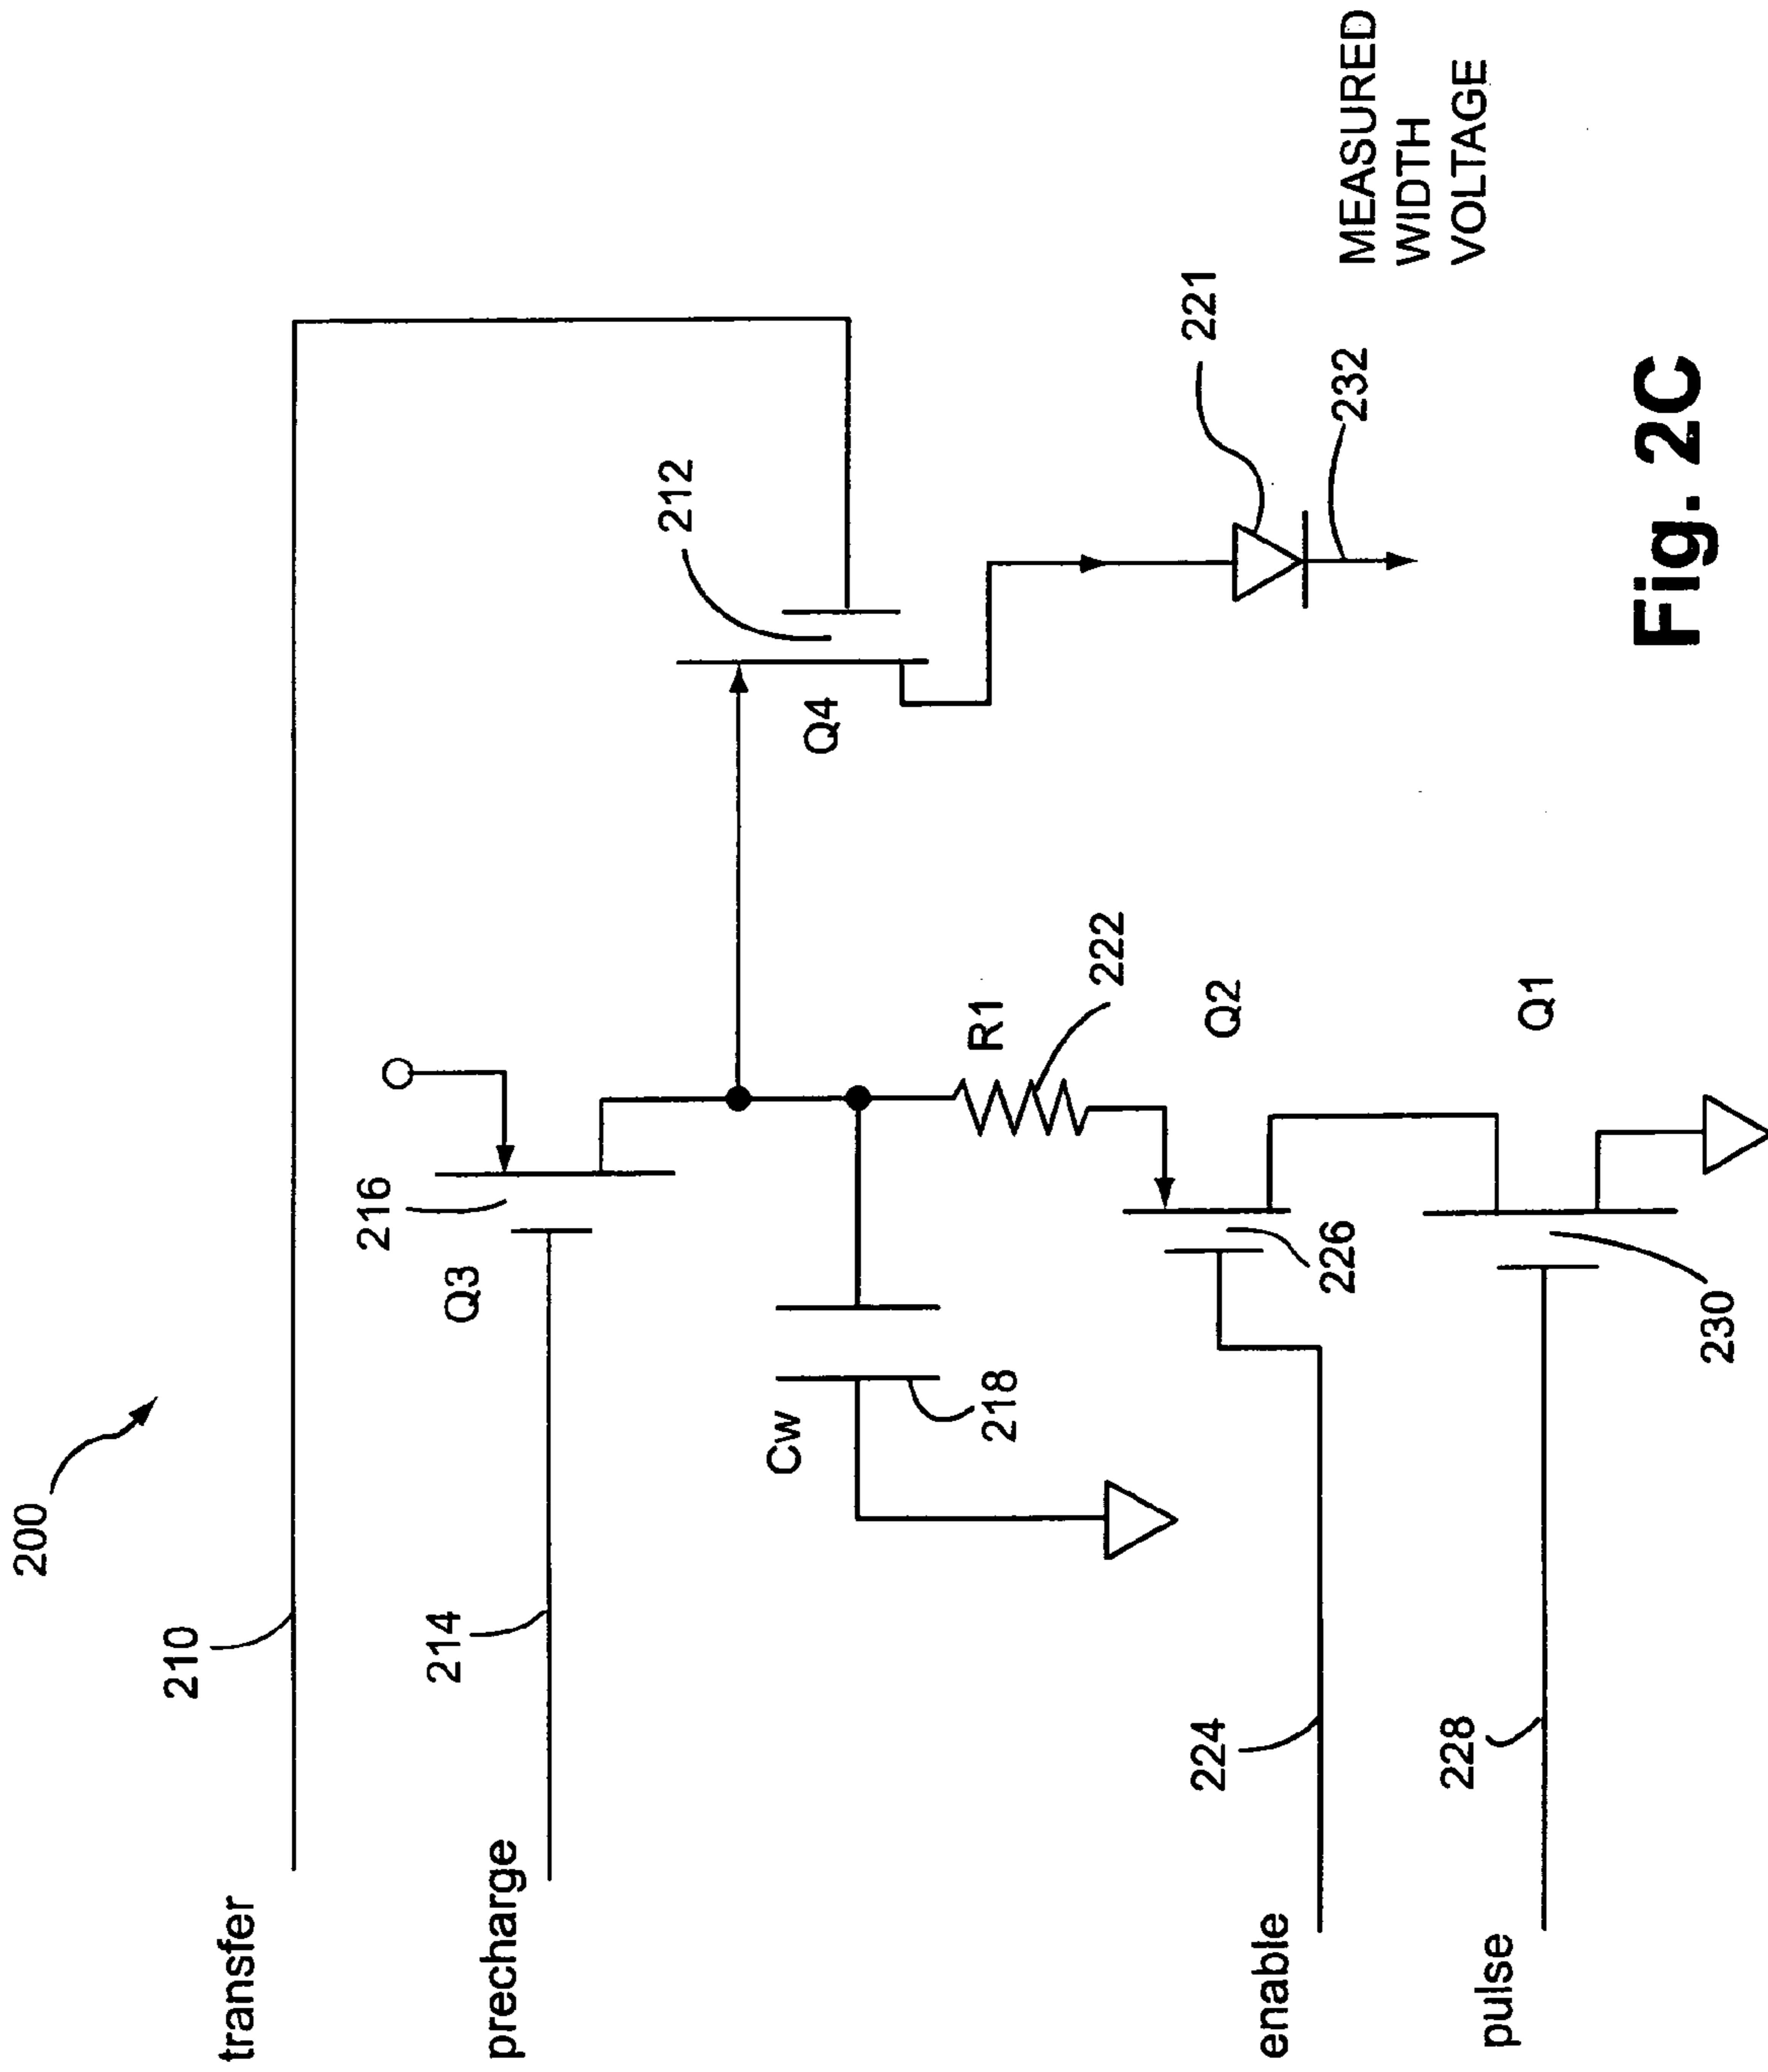 200
transfer
210
precharge
214
216
Q3
212
Q4
Cw
218
R1
222
221
enable
224
226
Q2
232
MEASURED
WIDTH
VOLTAGE
pulse
228
230
Q1
Fig. 2C